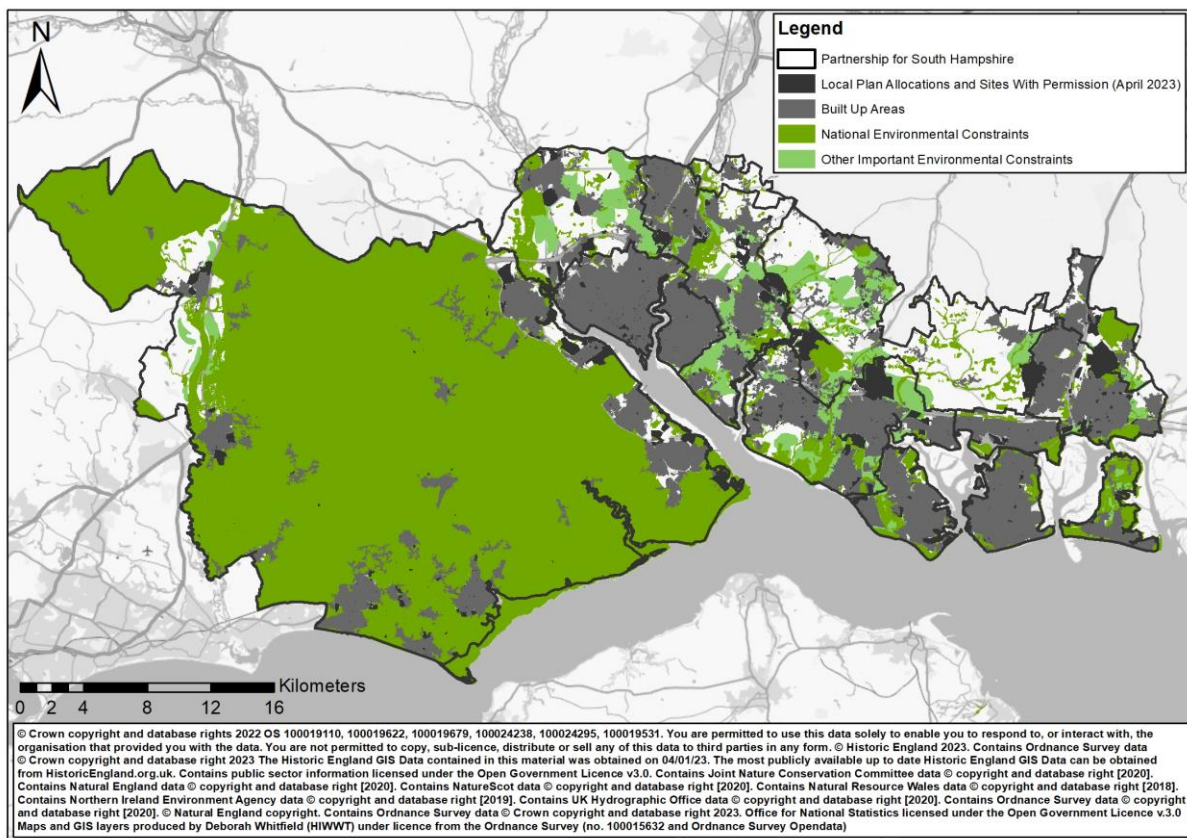 N
Legend
Partnership for South Hampshire
Local Plan Allocations and Sites With Permission (April 2023)
Built Up Areas
National Environmental Constraints
Other Important Environmental Constraints
Kilometers
0 2 4 8 12 16
© Crown copyright and database rights 2022 OS 100019110, 100019622, 100019679, 100024238, 100024295, 100019531. You are permitted to use this data solely to enable you to respond to, or interact with, the
organisation that provided you with the data. You are not permitted to copy, sub-licence, distribute or sell any of this data to third parties in any form. © Historic England 2023. Contains Ordnance Survey data
© Crown copyright and database right 2023 The Historic England GIS Data contained in this material was obtained on 04/01/23. The most publicly available up to date Historic England GIS Data can be obtained
from HistoricEngland.org.uk. Contains public sector information licensed under the Open Government Licence v3.0. Contains Joint Nature Conservation Committee data © copyright and database right [2020].
Contains Natural England data © copyright and database right [2020]. Contains NatureScot data © copyright and database right [2020]. Contains Natural Resource Wales data © copyright and database right [2018].
Contains Northern Ireland Environment Agency data © copyright and database right [2019]. Contains UK Hydrographic Office data © copyright and database right [2020]. Contains Ordnance Survey data © copyright
and database right [2020]. © Natural England copyright. Contains Ordnance Survey data © Crown copyright and database right 2023. Office for National Statistics licensed under the Open Government Licence v.3.0
Maps and GIS layers produced by Deborah Whitfield (HIWWT) under licence from the Ordnance Survey (no. 100015632 and Ordnance Survey Opendata)